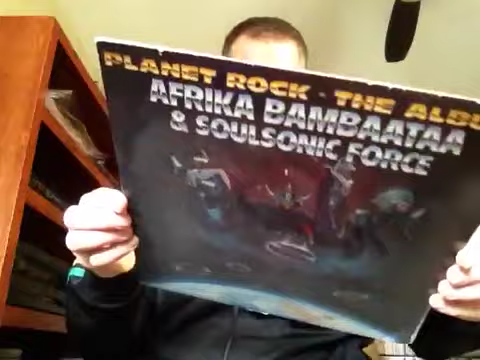 PLANET ROCK - THE ALBU
AFRIKA BAMBAATAA
& SOULSONIC FORCE